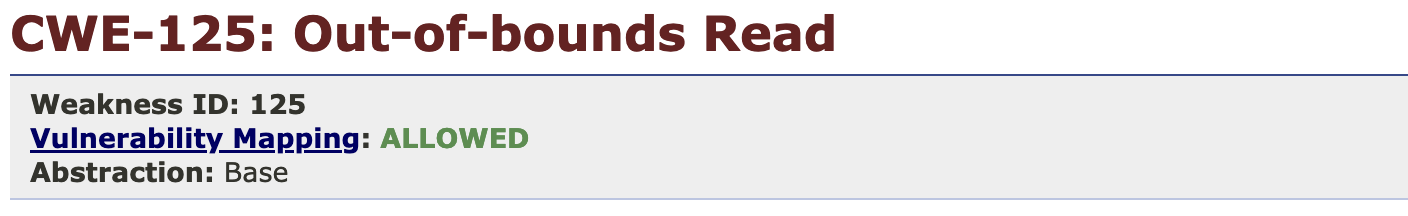 CWE-125: Out-of-bounds Read
Weakness ID: 125
Vulnerability Mapping: ALLOWED
Abstraction: Base